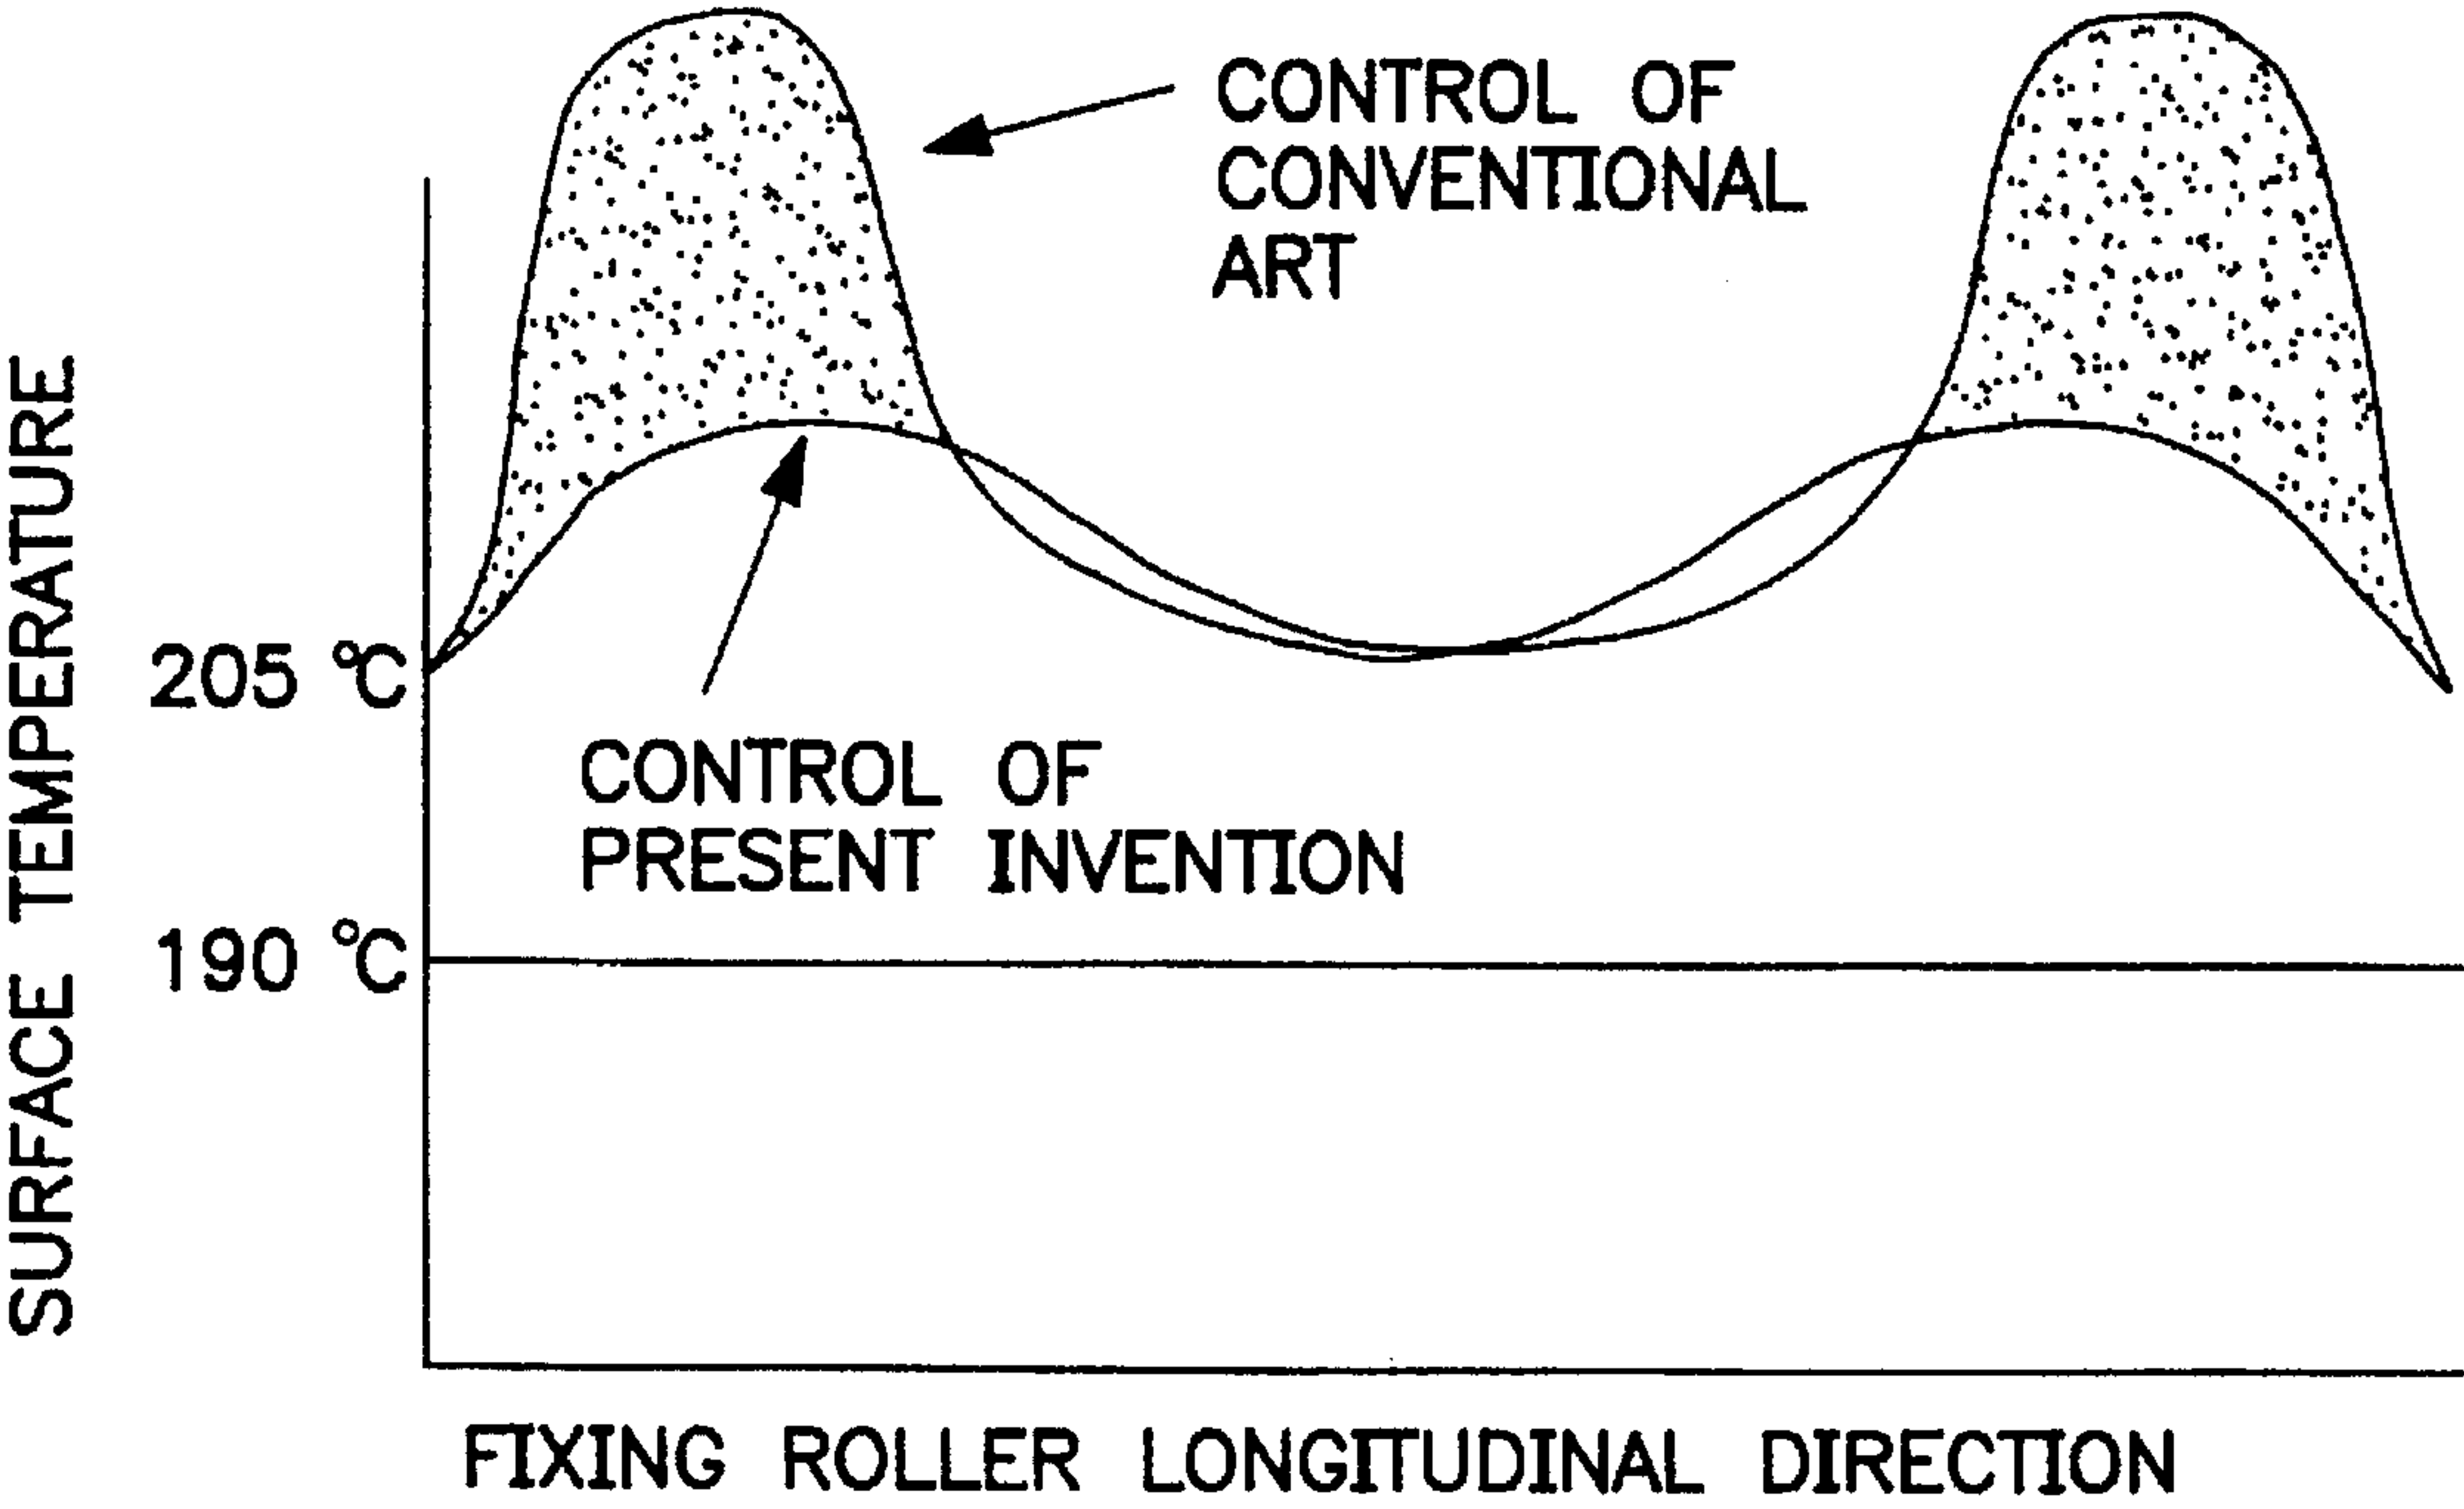 CONTROL OF
CONVENTIONAL
ART
SURFACE TEMPERATURE
205 °C
CONTROL OF
PRESENT INVENTION
190 °C
FIXING ROLLER LONGITUDINAL DIRECTION